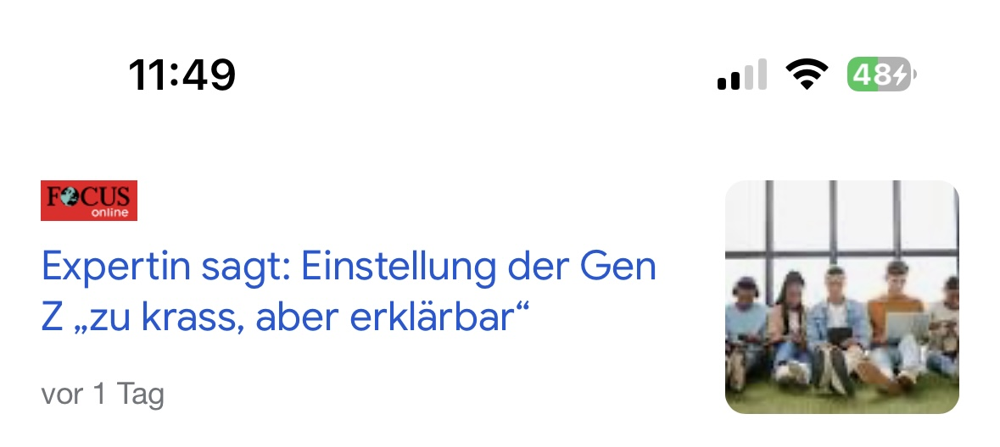 11:49
48
FOCUS
online
Expertin sagt: Einstellung der Gen
Z „zu krass, aber erklärbar“
vor 1 Tag